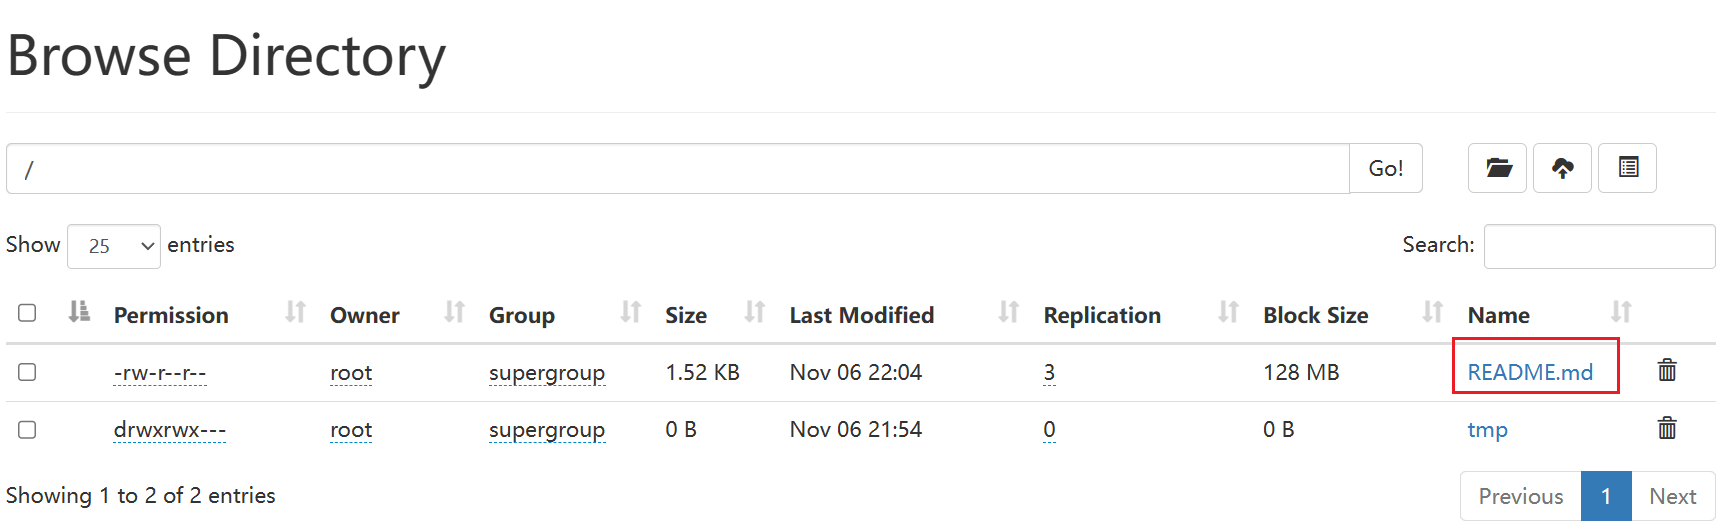 Browse Directory
/ Go!
Show 25 entries Search:
Permission Owner Group Size Last Modified Replication Block Size Name
-rw-r--r-- root supergroup 1.52 KB Nov 06 22:04 3 128 MB README.md
drwxrwx--- root supergroup 0 B Nov 06 21:54 0 0 B tmp
Showing 1 to 2 of 2 entries Previous 1 Next